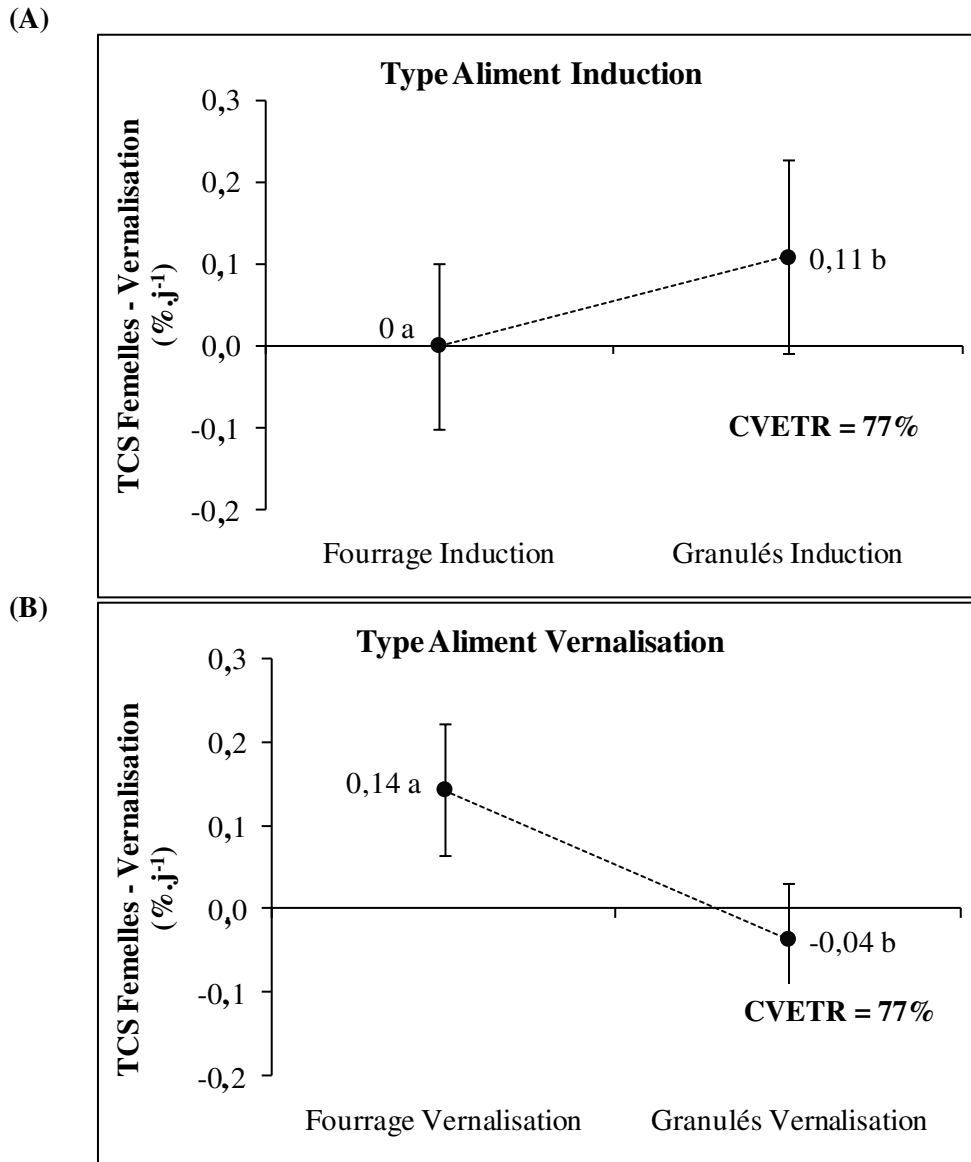 (A)
Type Aliment Induction
TCS Femelles - Vernalisation
(%.j-1)
0,3
0,2
0,1
0,0
-0,1
-0,2
0 a
0,11 b
CVETR = 77%
Fourrage Induction
Granulés Induction
(B)
Type Aliment Vernalisation
TCS Femelles - Vernalisation
(%.j-1)
0,3
0,2
0,1
0,0
-0,1
-0,2
0,14 a
-0,04 b
CVETR = 77%
Fourrage Vernalisation
Granulés Vernalisation